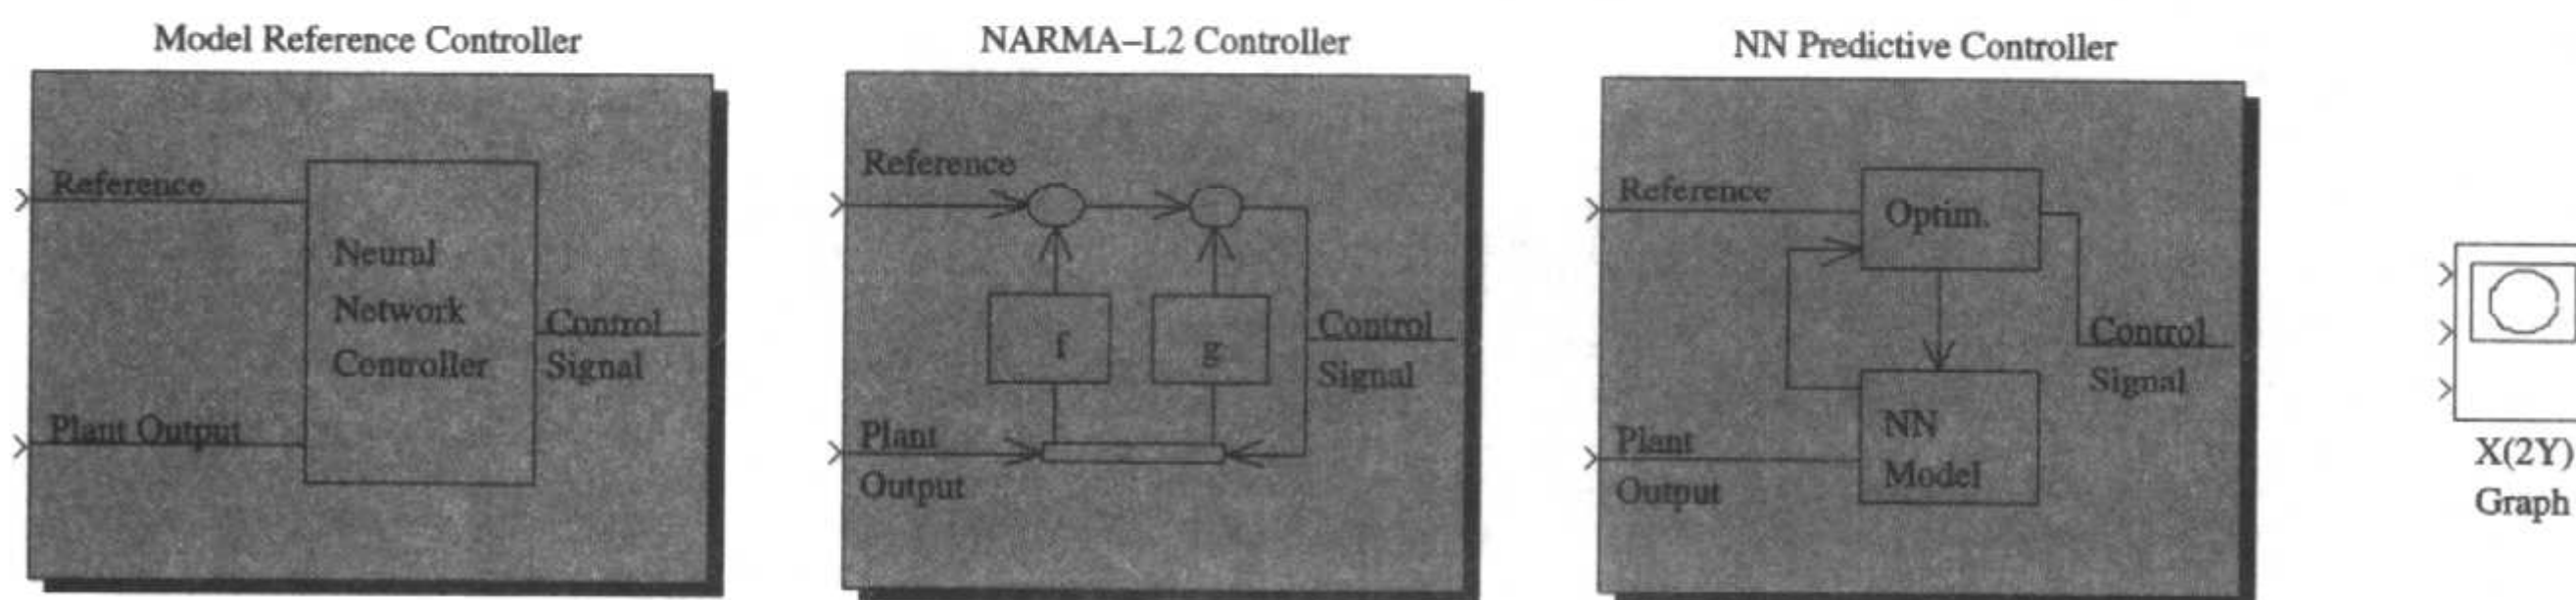 Model Reference Controller
Reference
Neural
Network
Controller
Control
Signal
Plant Output
NARMA–L2 Controller
Reference
f
g
Control
Signal
Plant
Output
NN Predictive Controller
Reference
Optim.
Control
Signal
NN
Model
Plant
Output
X(2Y)
Graph